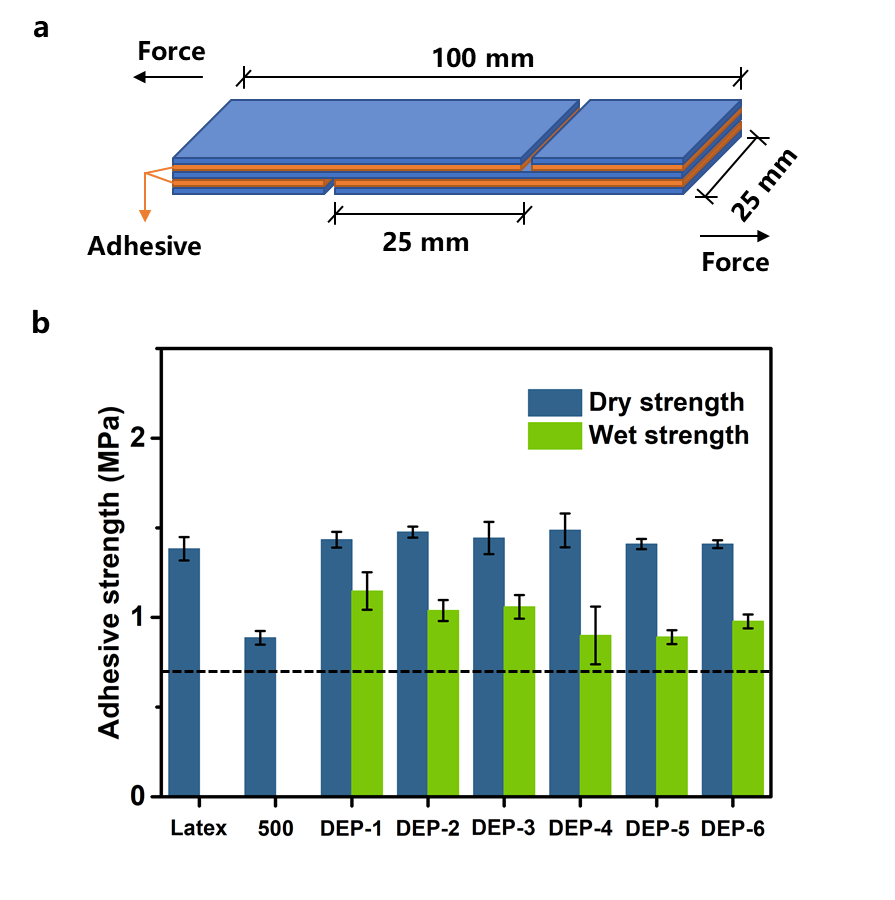 a
Force
100 mm
25 mm
Adhesive
25 mm
Force
b
Adhesive strength (MPa)
Dry strength
Wet strength
2
1
0
Latex
500
DEP-1
DEP-2
DEP-3
DEP-4
DEP-5
DEP-6